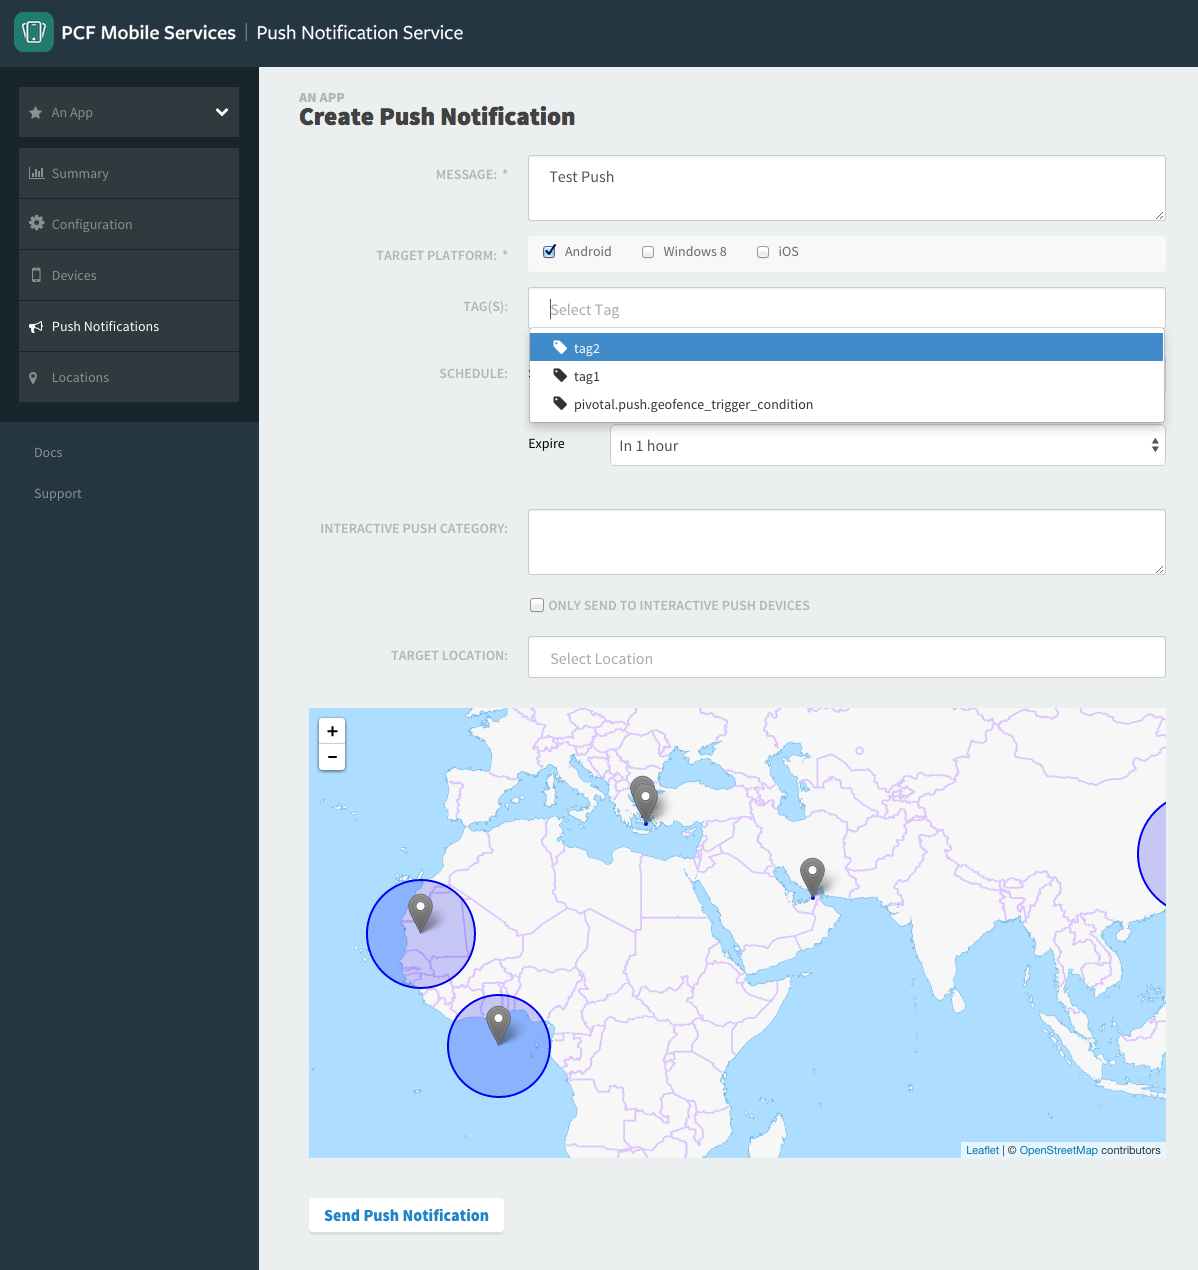 PCF Mobile Services | Push Notification Service
An App
Summary
Configuration
Devices
Push Notifications
Locations
Docs
Support
AN APP
Create Push Notification
MESSAGE: *
Test Push
TARGET PLATFORM: *
Android
Windows 8
iOS
TAG(S):
Select Tag
tag2
tag1
pivotal.push.geofence_trigger_condition
SCHEDULE:
Expire
In 1 hour
INTERACTIVE PUSH CATEGORY:
ONLY SEND TO INTERACTIVE PUSH DEVICES
TARGET LOCATION:
Select Location
+
−
Leaflet | © OpenStreetMap contributors
Send Push Notification